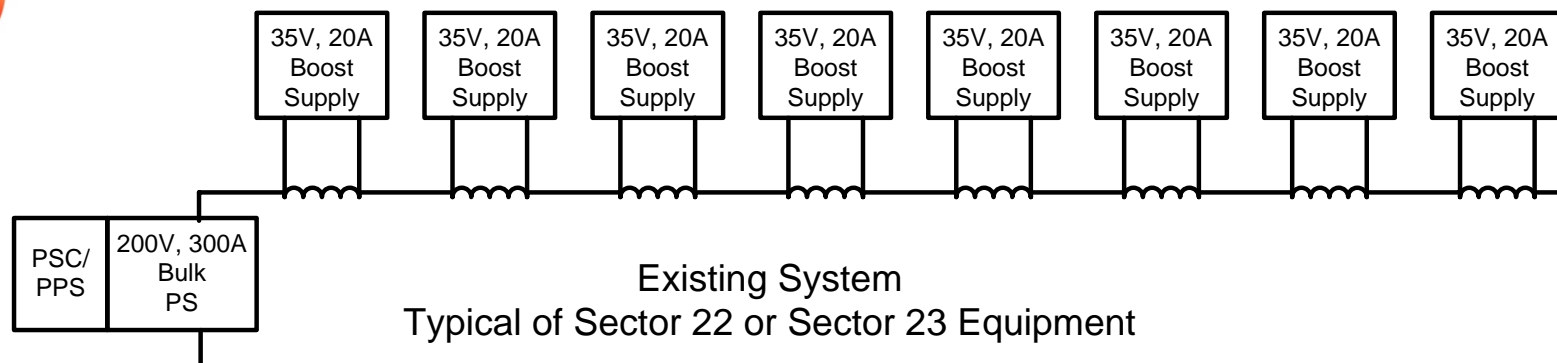 35V, 20A
Boost
Supply
35V, 20A
Boost
Supply
35V, 20A
Boost
Supply
35V, 20A
Boost
Supply
35V, 20A
Boost
Supply
35V, 20A
Boost
Supply
35V, 20A
Boost
Supply
35V, 20A
Boost
Supply
PSC/
PPS
200V, 300A
Bulk
PS
Existing System
Typical of Sector 22 or Sector 23 Equipment